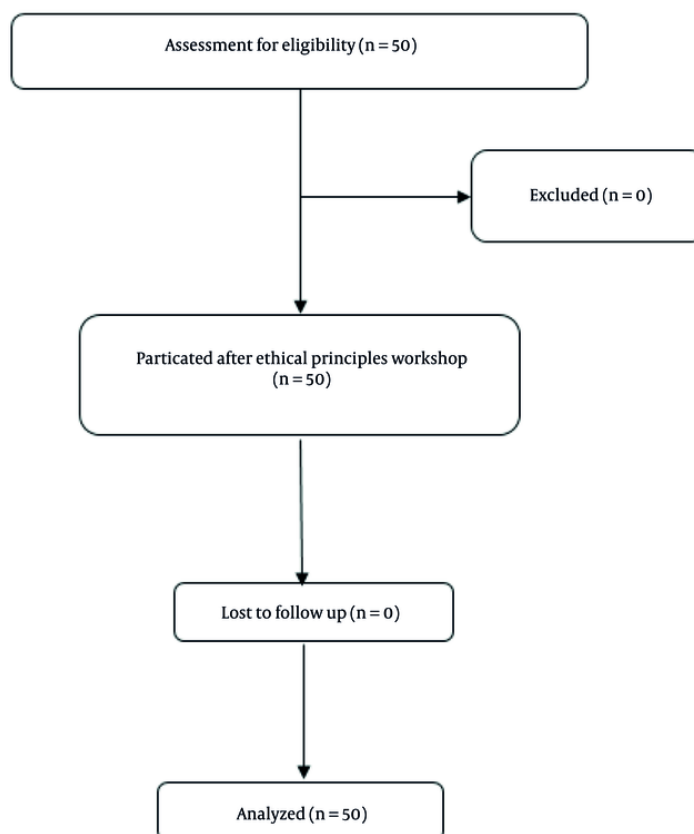 Assessment for eligibility (n = 50)
Excluded (n = 0)
Particated after ethical principles workshop
(n = 50)
Lost to follow up (n = 0)
Analyzed (n = 50)